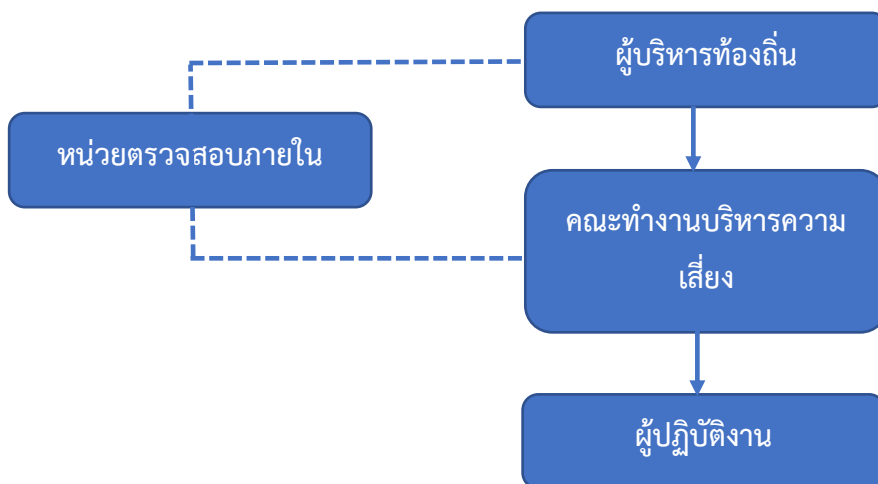 ผู้บริหารท้องถิ่น
หน่วยตรวจสอบภายใน
คณะทำงานบริหารความ
เสี่ยง
ผู้ปฏิบัติงาน